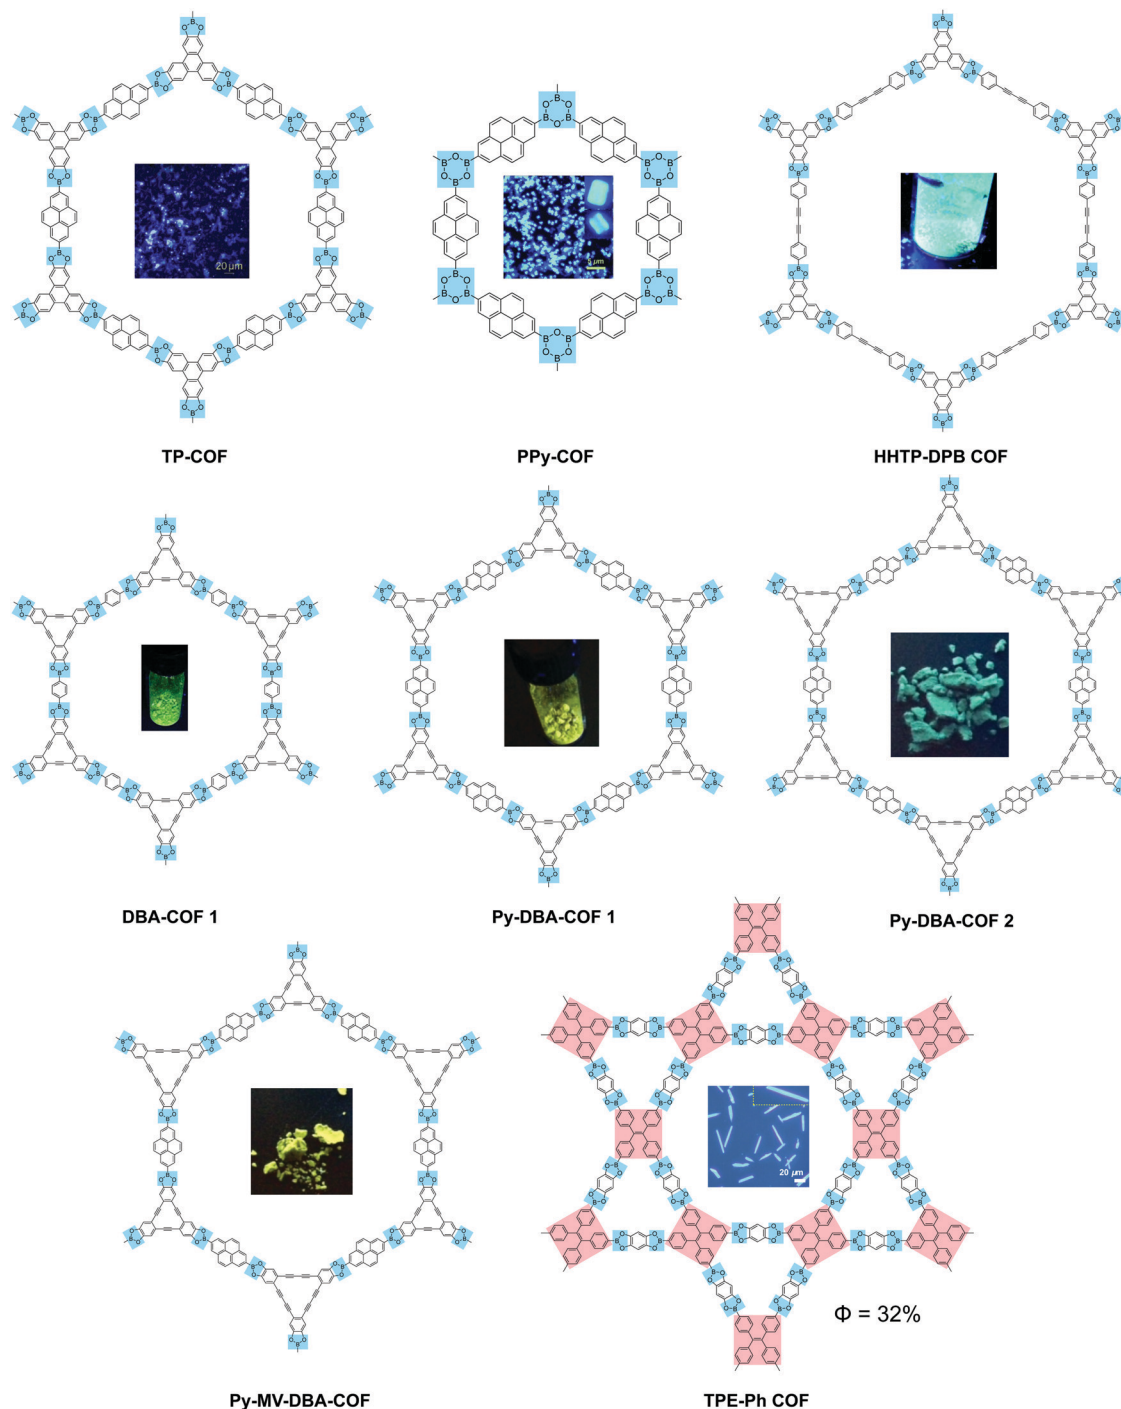 20 µm
5 µm
TP-COF
PPy-COF
HHTP-DPB COF
DBA-COF 1
Py-DBA-COF 1
Py-DBA-COF 2
20 µm
Φ = 32%
Py-MV-DBA-COF
TPE-Ph COF